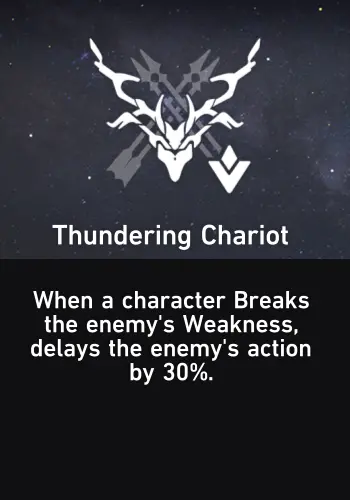 Thundering Chariot
When a character Breaks
the enemy's Weakness,
delays the enemy's action
by 30%.